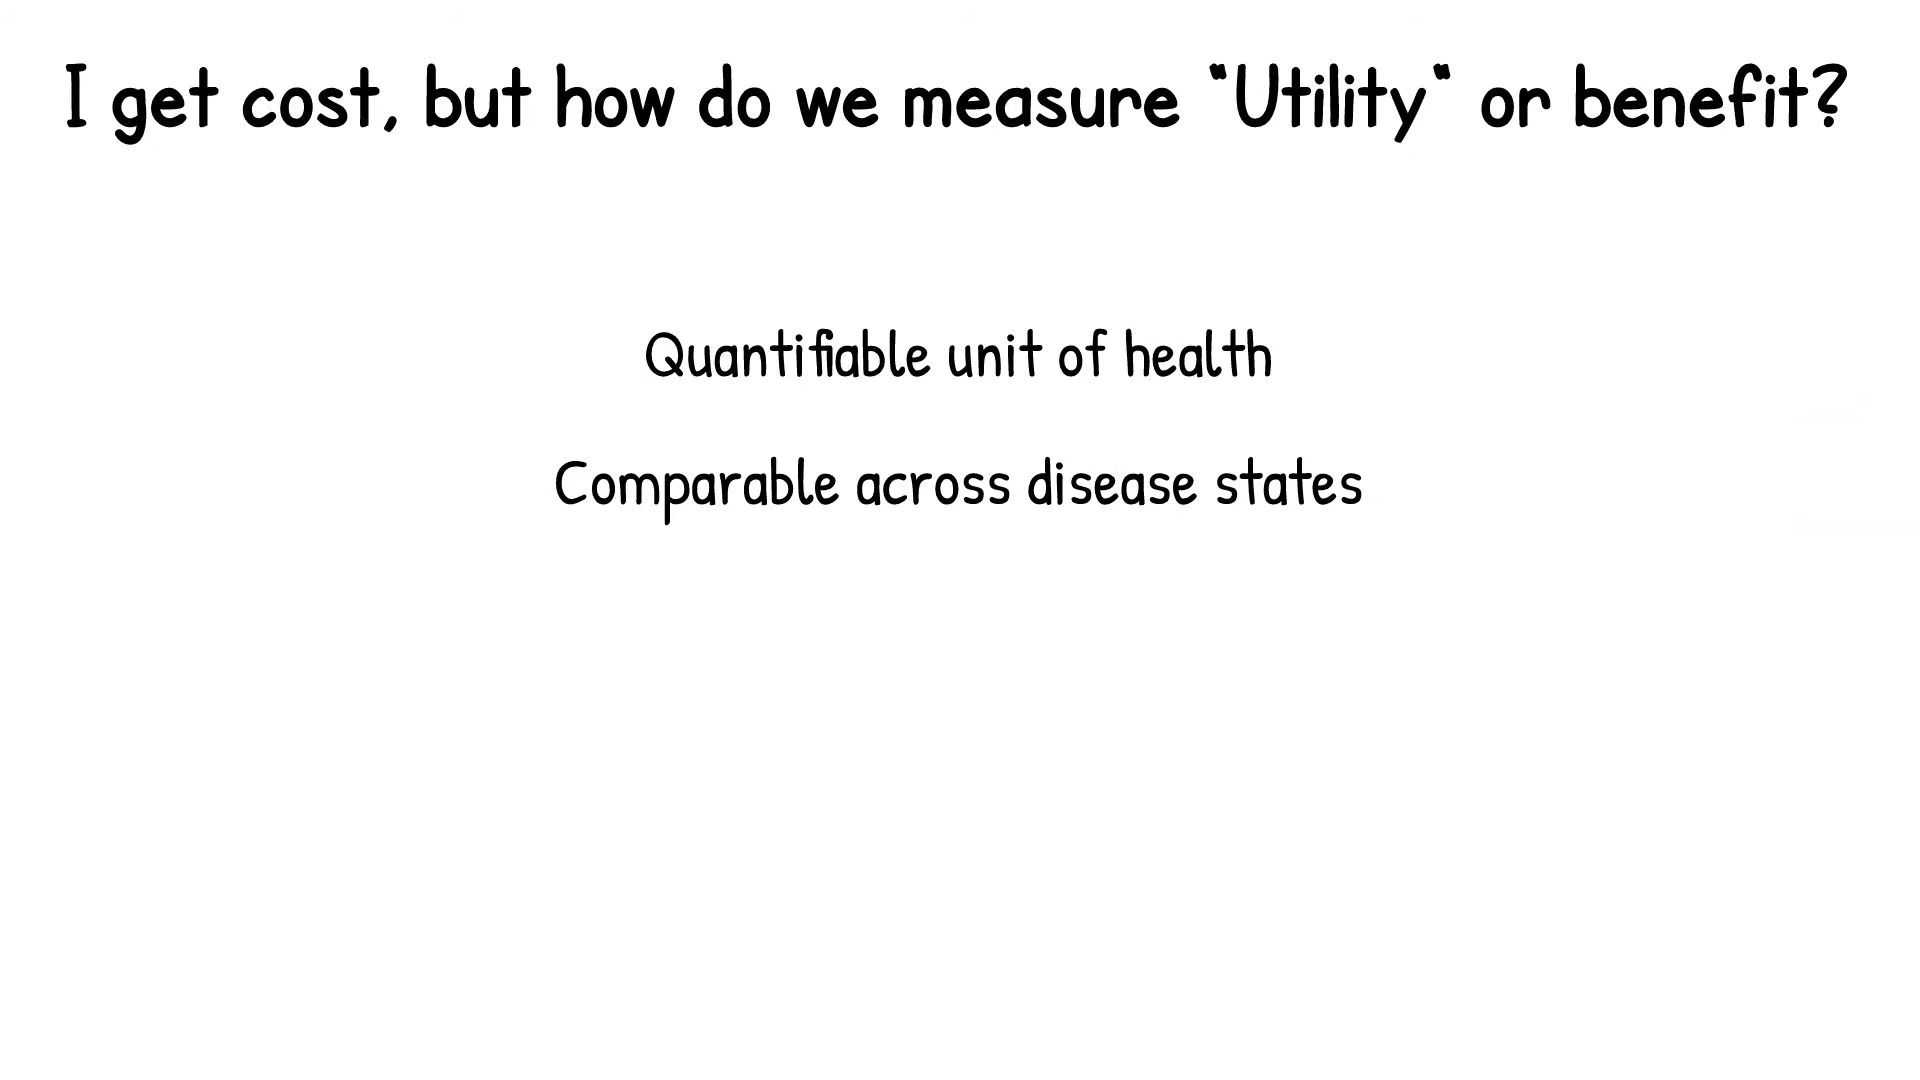 I get cost, but how do we measure "Utility" or benefit?
Quantifiable unit of health
Comparable across disease states